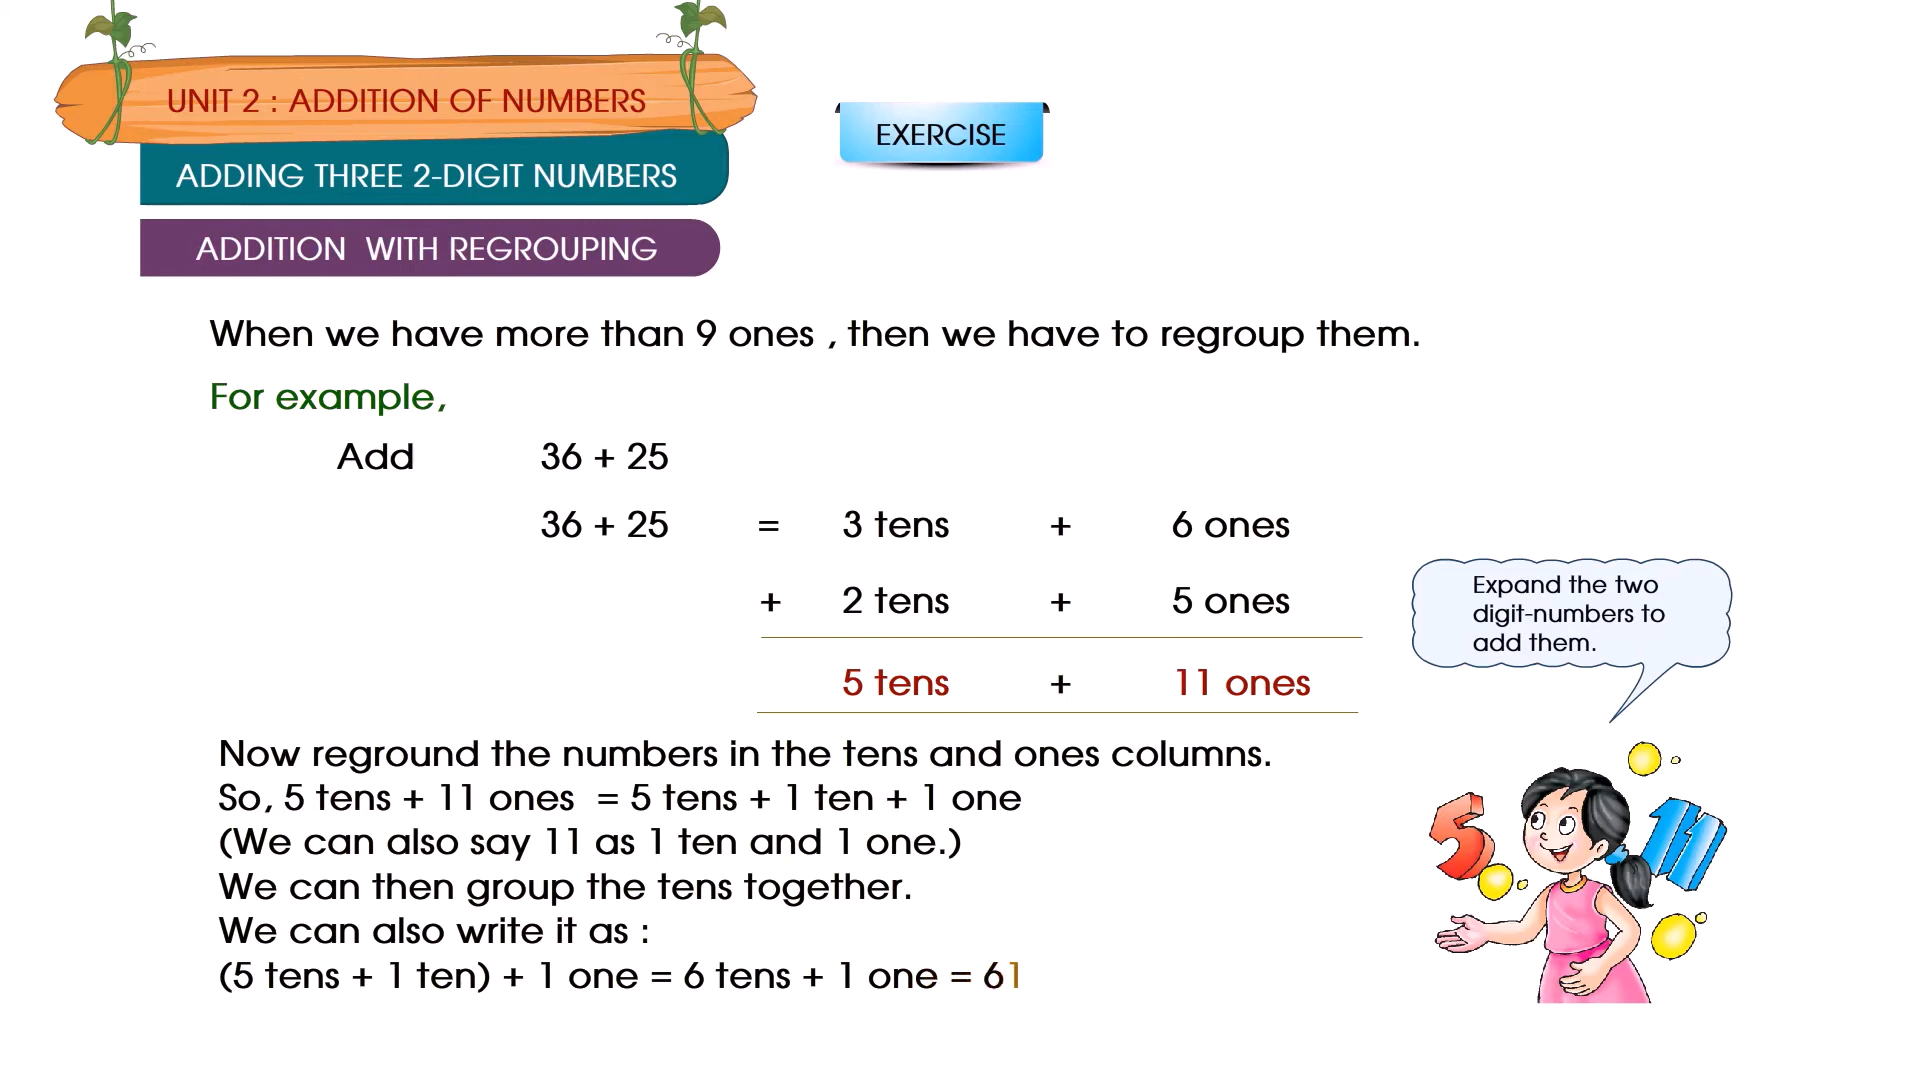 UNIT 2 : ADDITION OF NUMBERS
EXERCISE
ADDING THREE 2-DIGIT NUMBERS
ADDITION WITH REGROUPING
When we have more than 9 ones , then we have to regroup them.
For example,
Add 36 + 25
36 + 25 = 3 tens + 6 ones
+ 2 tens + 5 ones
5 tens + 11 ones
Expand the two
digit-numbers to
add them.
Now reground the numbers in the tens and ones columns.
So, 5 tens + 11 ones = 5 tens + 1 ten + 1 one
(We can also say 11 as 1 ten and 1 one.)
We can then group the tens together.
We can also write it as :
(5 tens + 1 ten) + 1 one = 6 tens + 1 one = 61
5 11